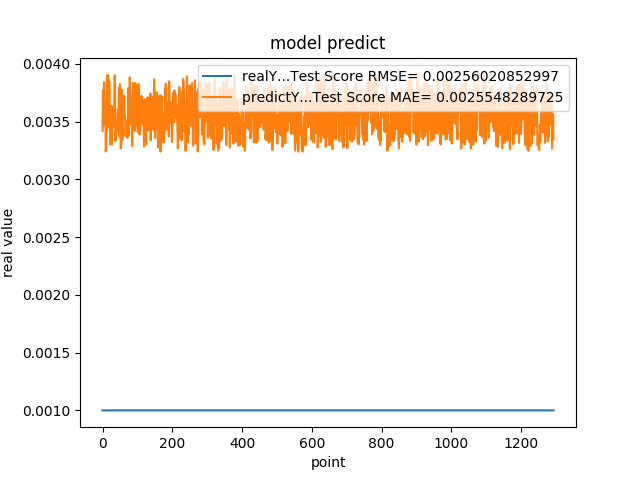 model predict
realY...Test Score RMSE= 0.00256020852997
predictY...Test Score MAE= 0.0025548289725
0.0040
0.0035
0.0030
0.0025
0.0020
0.0015
0.0010
real value
0 200 400 600 800 1000 1200
point